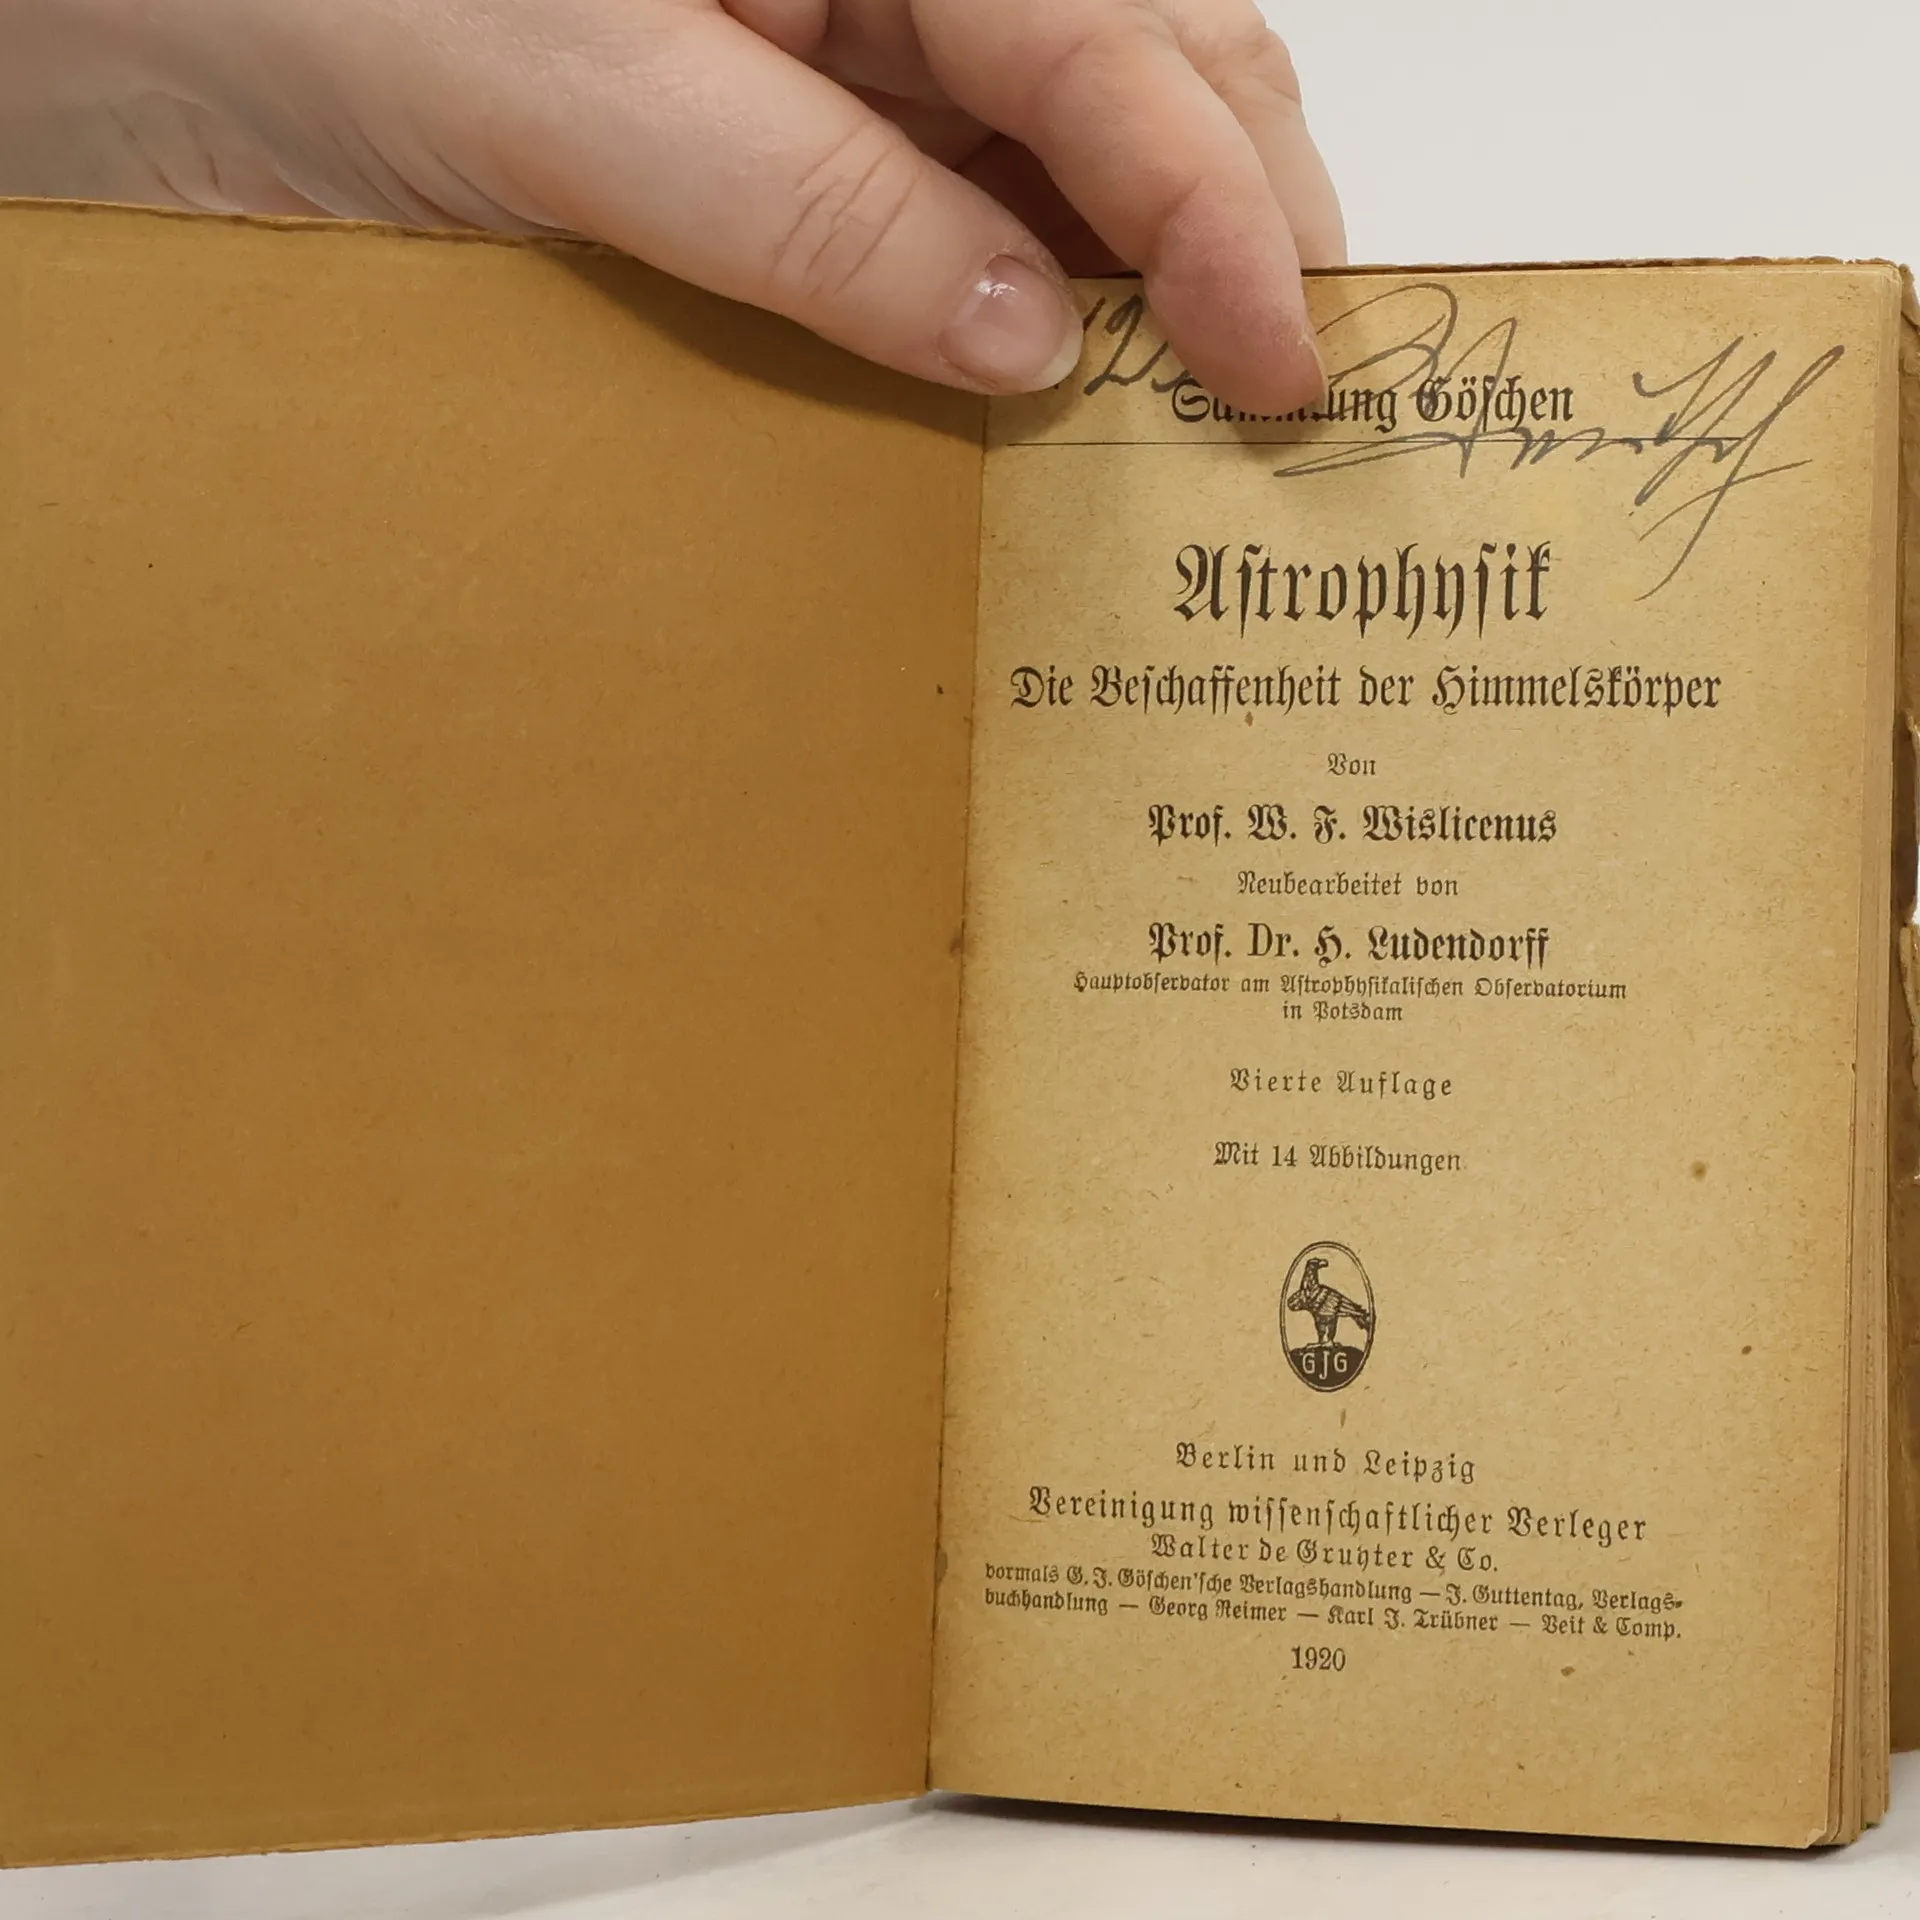 Sammlung Göschen
Astrophysik
Die Beschaffenheit der Himmelskörper
Von
Prof. W. F. Wislicenus
Neubearbeitet von
Prof. Dr. H. Ludendorff
Hauptobservator am Astrophysikalischen Observatorium
in Potsdam
Vierte Auflage
Mit 14 Abbildungen
GJG
Berlin und Leipzig
Vereinigung wissenschaftlicher Verleger
Walter de Gruyter & Co.
vormals G. J. Göschen'sche Verlagshandlung — J. Guttentag, Verlags-
buchhandlung — Georg Reimer — Karl J. Trübner — Veit & Comp.
1920